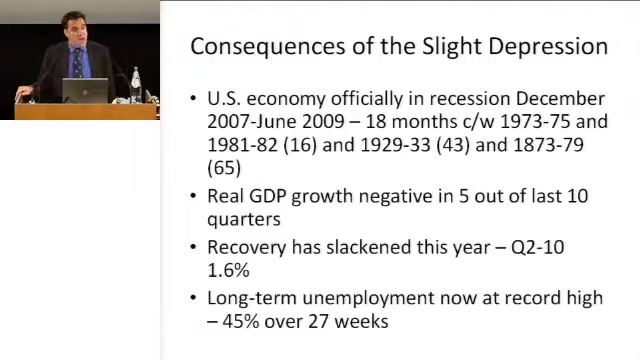 Consequences of the Slight Depression
• U.S. economy officially in recession December
2007-June 2009 – 18 months c/w 1973-75 and
1981-82 (16) and 1929-33 (43) and 1873-79
(65)
• Real GDP growth negative in 5 out of last 10
quarters
• Recovery has slackened this year – Q2-10
1.6%
• Long-term unemployment now at record high
– 45% over 27 weeks